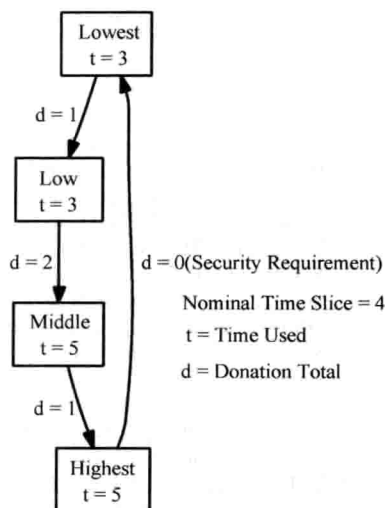 Lowest
t = 3
d = 1
Low
t = 3
d = 2
d = 0(Security Requirement)
Nominal Time Slice = 4
Middle
t = 5
t = Time Used
d = Donation Total
d = 1
Highest
t = 5